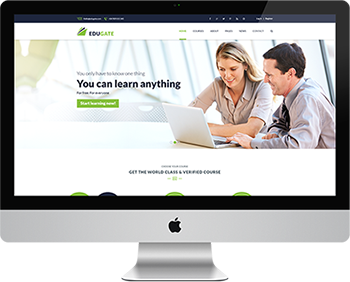 EDUGATE
HOME COURSES ABOUT PAGES NEWS CONTACT
You only have to know one thing
You can learn anything
For free. For everyone.
Start learning now!
GET THE WORLD CLASS & VERIFIED COURSE